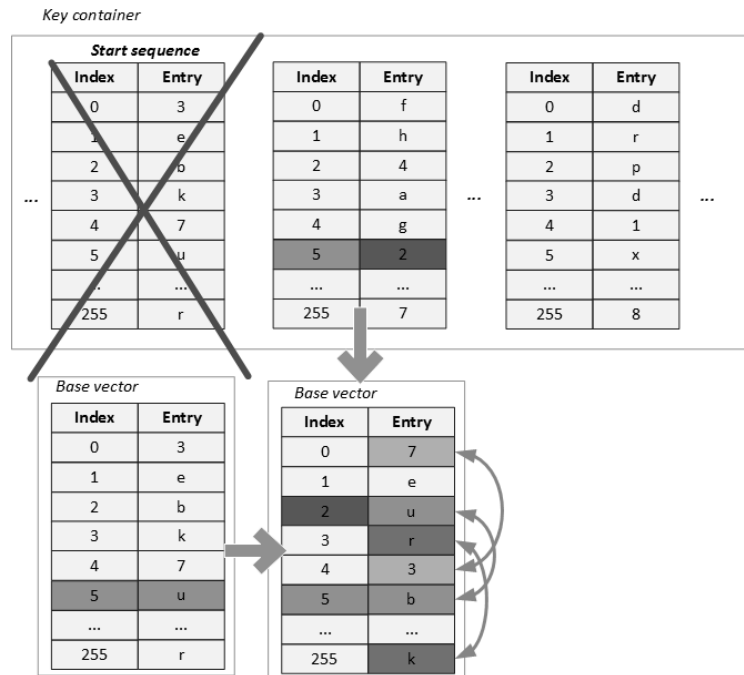 Key container
Start sequence
Index Entry
0 3
1 e
2 b
3 k
4 7
5 u
... ...
255 r
...
Index Entry
0 f
1 h
2 4
3 a
4 g
5 2
... ...
255 7
...
Index Entry
0 d
1 r
2 p
3 d
4 1
5 x
... ...
255 8
...
Base vector
Index Entry
0 3
1 e
2 b
3 k
4 7
5 u
... ...
255 r
Base vector
Index Entry
0 7
1 e
2 u
3 r
4 3
5 b
... ...
255 k